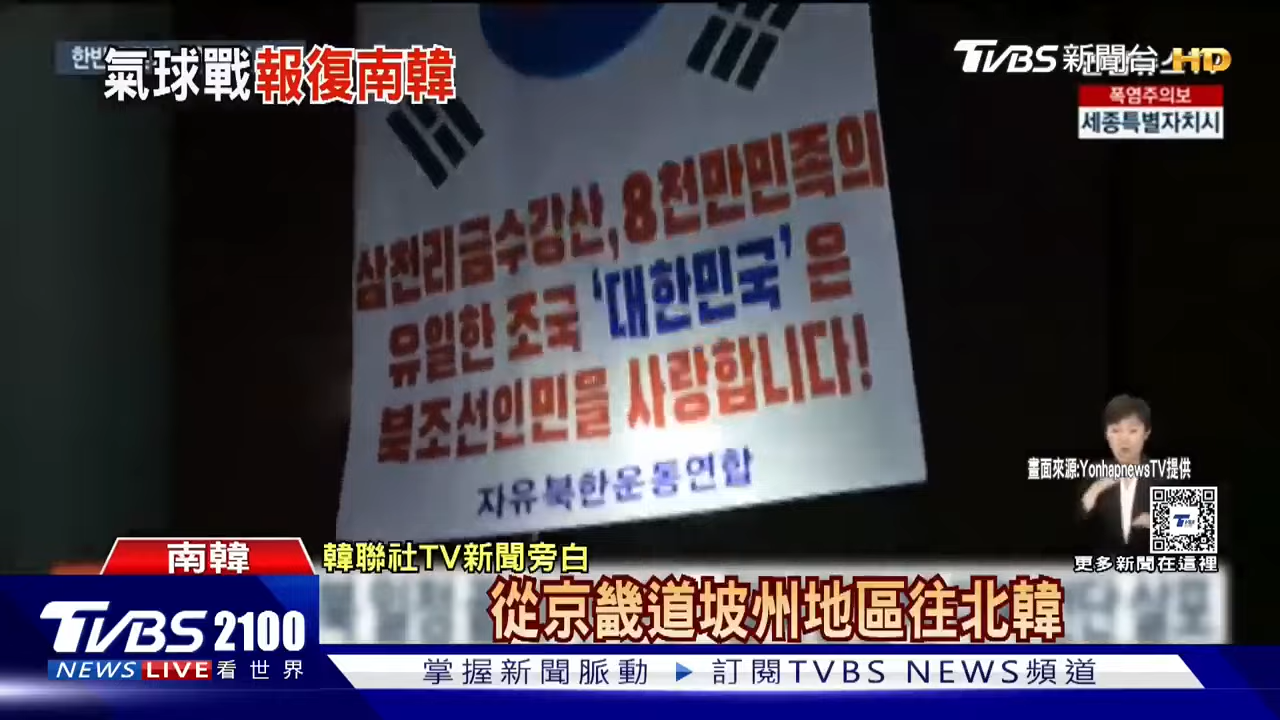 한반
氣球戰報復南韓
TVBS新聞台
HD
폭염주의보
세종특별자치시
삼천리금수강산, 8천만민족의
유일한 조국 '대한민국'은
북조선인민을 사랑합니다!
자유북한운동연합
畫面來源:YonhapnewsTV提供
更多新聞在這裡
南韓
韓聯社TV新聞旁白
從京畿道坡州地區往北韓
TVBS 2100
NEWS LIVE 看世界
掌握新聞脈動 ▶ 訂閱TVBS NEWS頻道